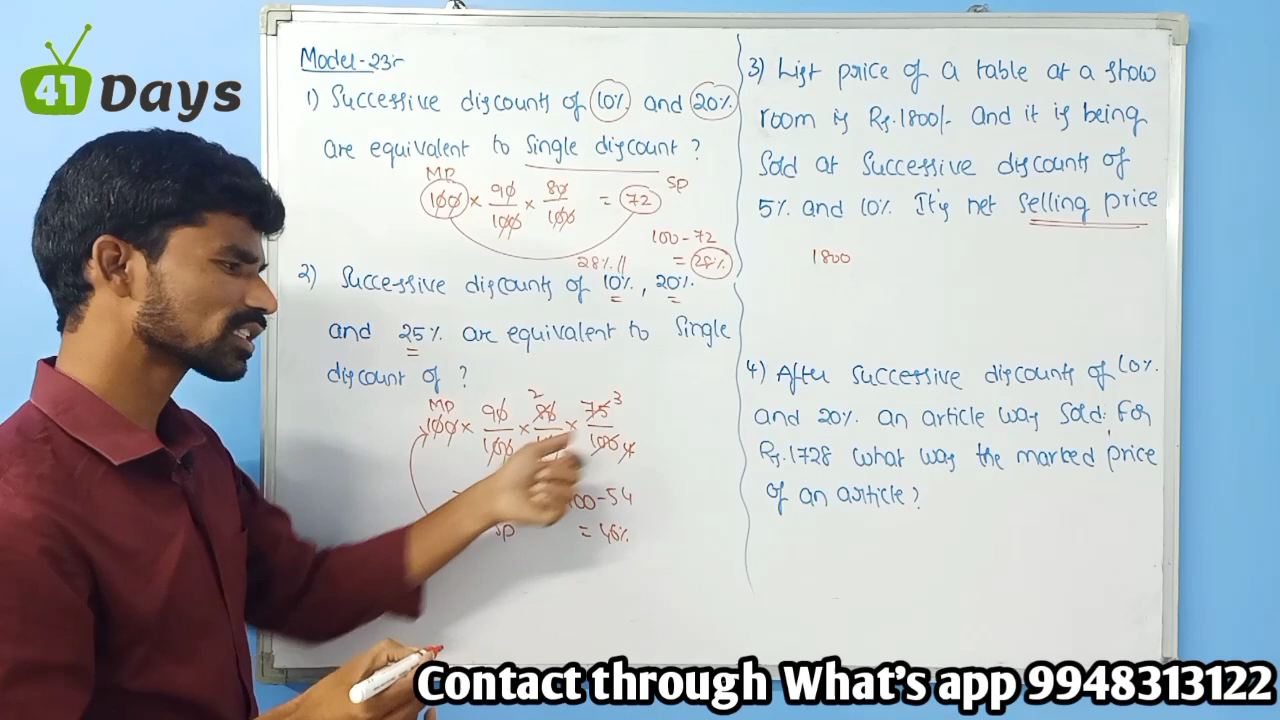 41 Days
Model-23:-
1) Successive discounts of 10% and 20%
are equivalent to single discount ?
MP SP
100 × 90/100 × 80/100 = 72
100-72
28% // = 28%
2) Successive discounts of 10%, 20%
and 25% are equivalent to single
discount of ?
MP 2 3
100 × 90/100 × 80/ × 75/100 4
100-54
SP = 46%
3) List price of a table at a show
room is Rs.1800/- and it is being
sold at successive discounts of
5% and 10% It's net selling price
1800
4) After successive discounts of 10%
and 20% an article was sold for
Rs.1728 what was the marked price
of an article?
Contact through What's app 9948313122